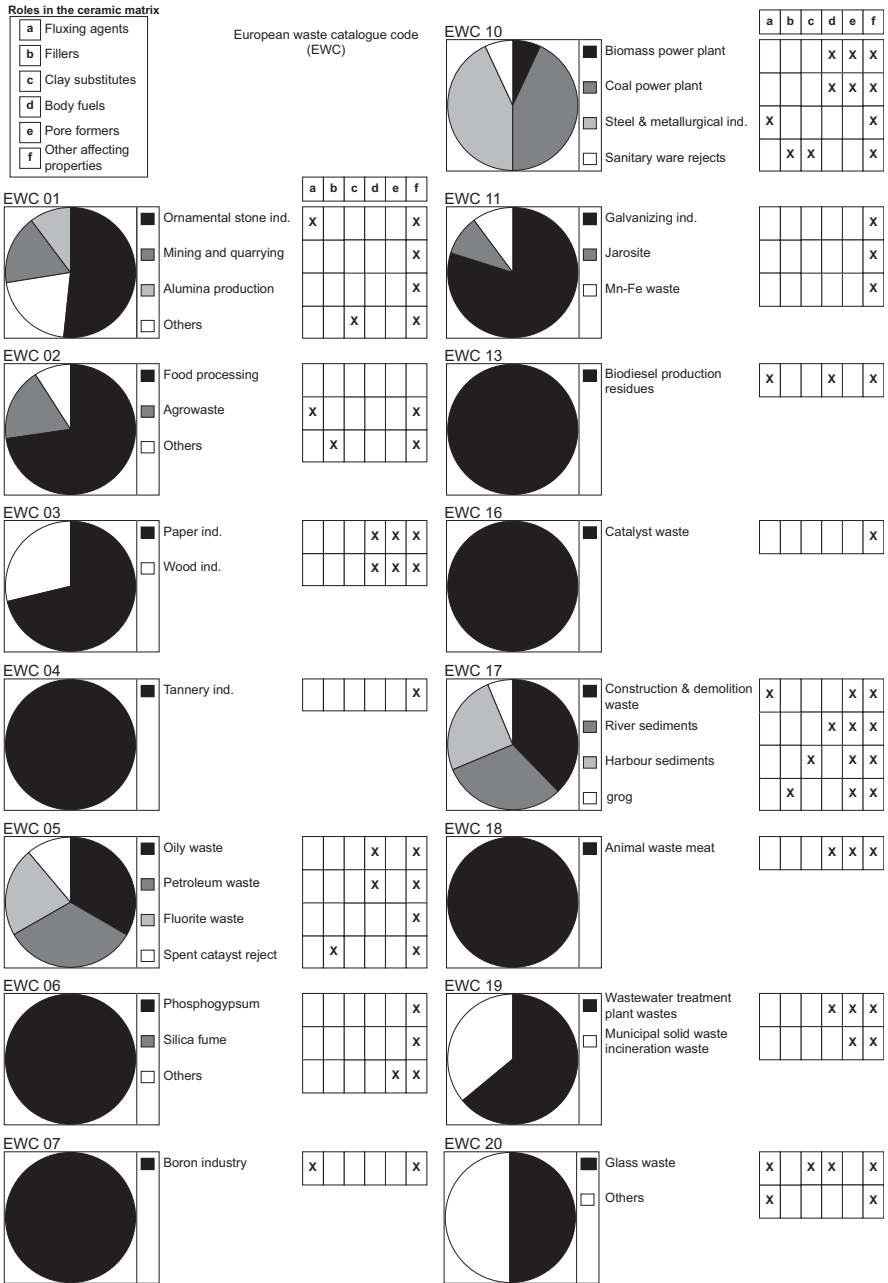 Roles in the ceramic matrix
a Fluxing agents
b Fillers
c Clay substitutes
d Body fuels
e Pore formers
f Other affecting
properties
European waste catalogue code
(EWC)
EWC 01
a b c d e f
Ornamental stone ind. X X
Mining and quarrying X
Alumina production X
Others X X
EWC 02
Food processing
Agrowaste X X
Others X X
EWC 03
Paper ind. X X X
Wood ind. X X X
EWC 04
Tannery ind. X
EWC 05
Oily waste X X
Petroleum waste X X
Fluorite waste X
Spent catayst reject X X
EWC 06
Phosphogypsum X
Silica fume X
Others X X
EWC 07
Boron industry X X
EWC 10
a b c d e f
Biomass power plant X X X
Coal power plant X X X
Steel & metallurgical ind. X X
Sanitary ware rejects X X X
EWC 11
Galvanizing ind. X
Jarosite X
Mn-Fe waste X
EWC 13
Biodiesel production X X X
residues
EWC 16
Catalyst waste X
EWC 17
Construction & demolition X X X
waste
River sediments X X X
Harbour sediments X X X
grog X X X
EWC 18
Animal waste meat X X X
EWC 19
Wastewater treatment X X X
plant wastes
Municipal solid waste X X
incineration waste
EWC 20
Glass waste X X X X
Others X X